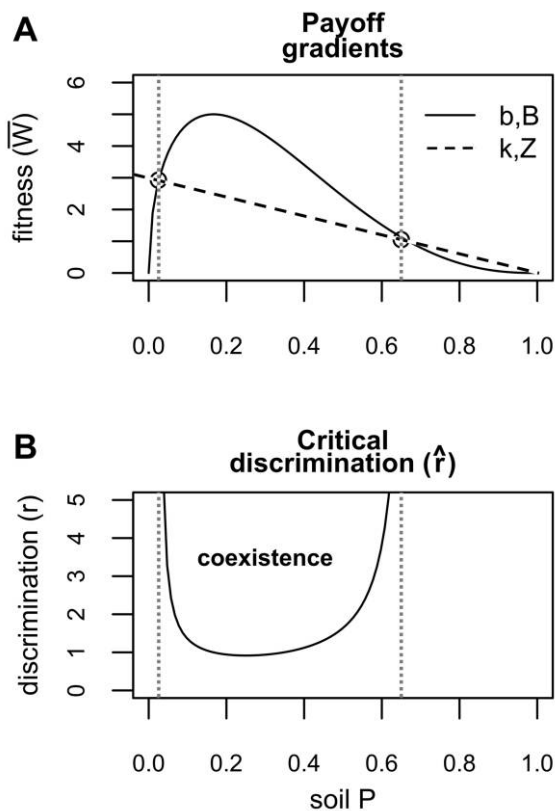 A
Payoff
gradients
fitness (W̅)
6
4
2
0
b,B
k,Z
0.0 0.2 0.4 0.6 0.8 1.0
B
Critical
discrimination (r̂)
discrimination (r)
5
4
3
2
1
0
coexistence
0.0 0.2 0.4 0.6 0.8 1.0
soil P